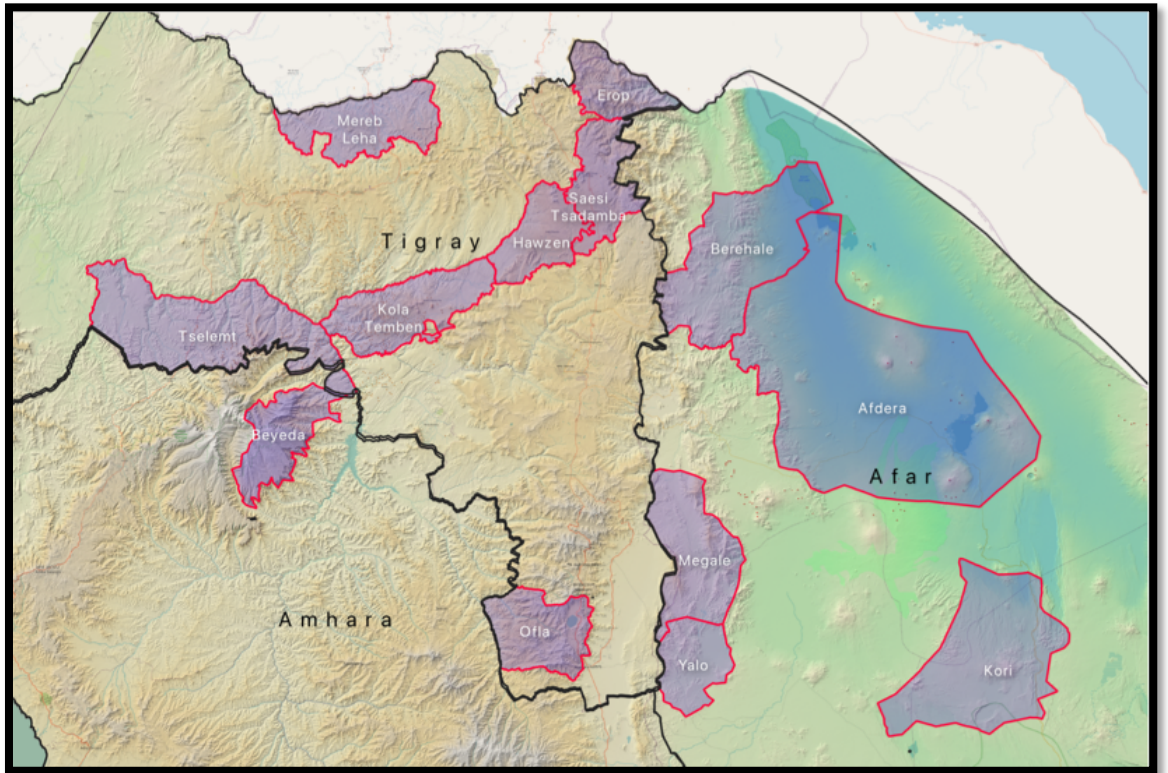 Erop
Mereb
Leha
Saesi
Tsadamba
Tigray
Hawzen
Berehale
Kola
Temben
Tselemt
Afdera
Beyeda
Afar
Megale
Amhara
Ofla
Yalo
Kori